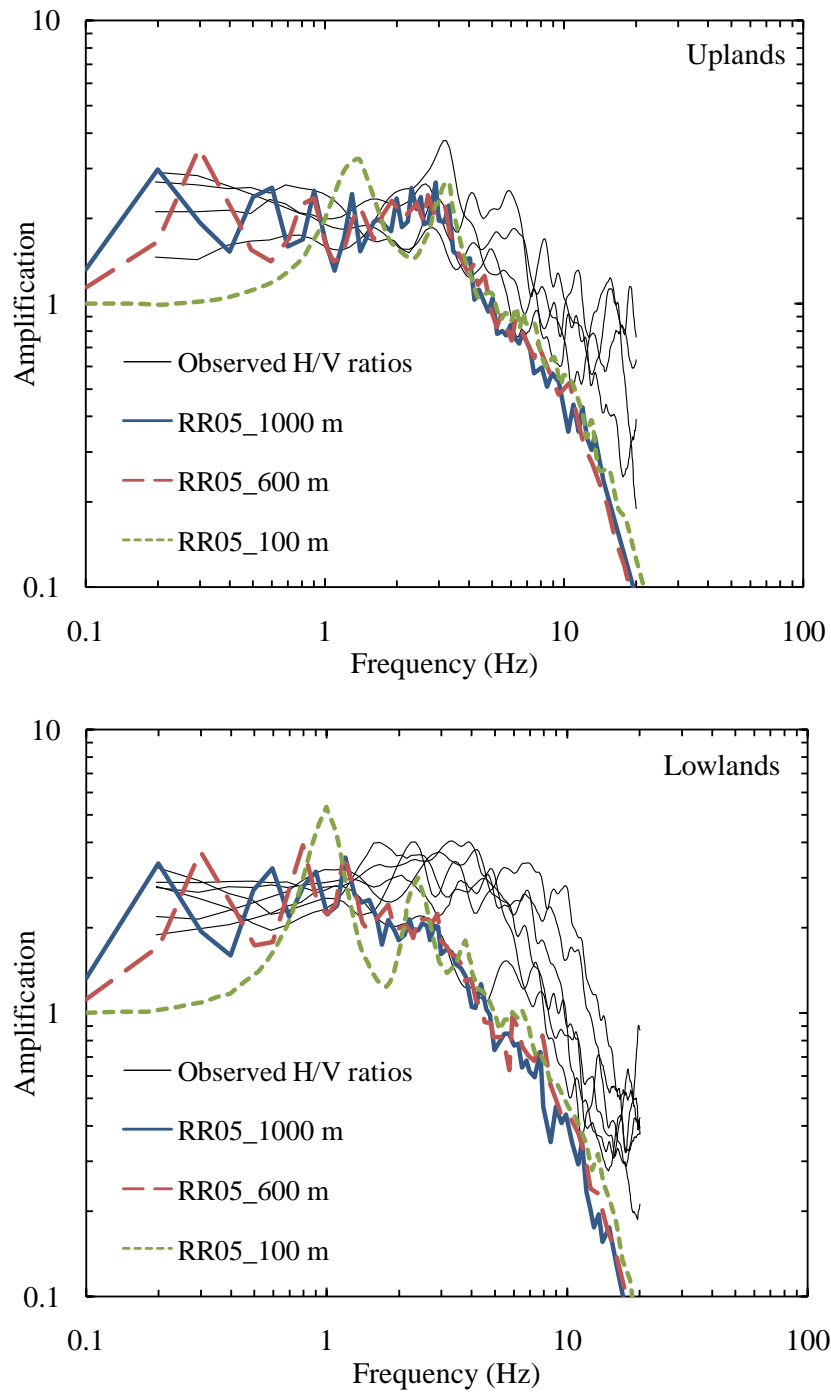 10
Uplands
1
Amplification
Observed H/V ratios
RR05_1000 m
RR05_600 m
RR05_100 m
0.1
0.1 1 10 100
Frequency (Hz)
10
Lowlands
1
Amplification
Observed H/V ratios
RR05_1000 m
RR05_600 m
RR05_100 m
0.1
0.1 1 10 100
Frequency (Hz)